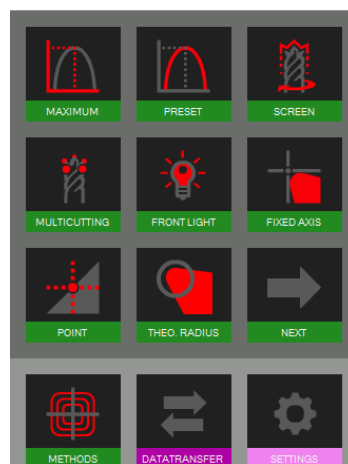 MAXIMUM
PRESET
SCREEN
MULTICUTTING
FRONT LIGHT
FIXED AXIS
POINT
THEO. RADIUS
NEXT
METHODS
DATATRANSFER
SETTINGS